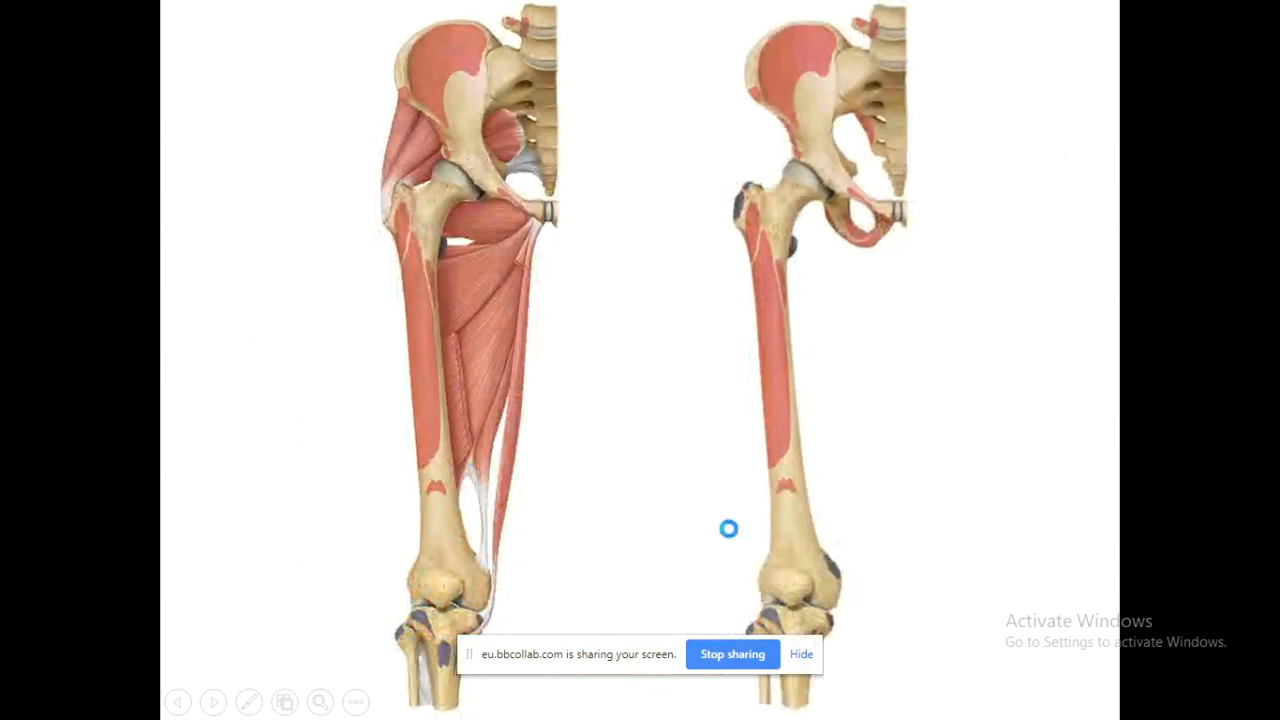 Activate Windows
Go to Settings to activate Windows.
eu.bbcollab.com is sharing your screen.
Stop sharing
Hide